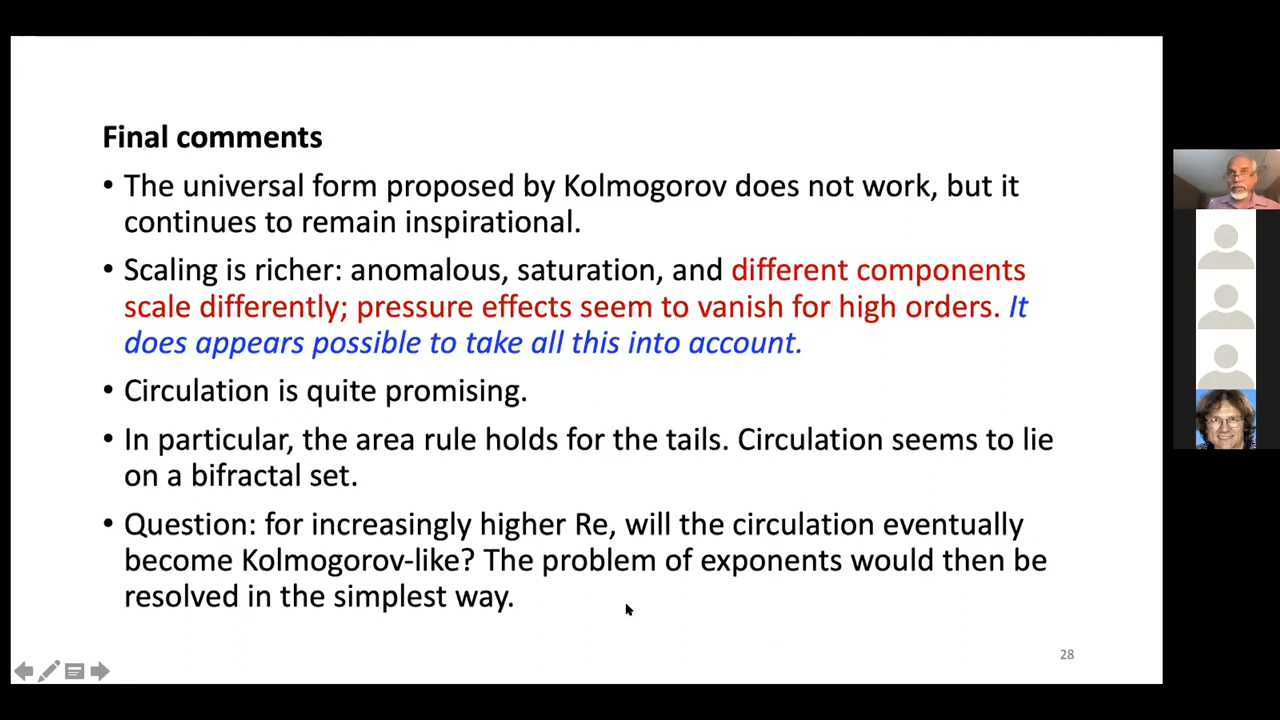 Final comments
• The universal form proposed by Kolmogorov does not work, but it
continues to remain inspirational.
• Scaling is richer: anomalous, saturation, and different components
scale differently; pressure effects seem to vanish for high orders. It
does appears possible to take all this into account.
• Circulation is quite promising.
• In particular, the area rule holds for the tails. Circulation seems to lie
on a bifractal set.
• Question: for increasingly higher Re, will the circulation eventually
become Kolmogorov-like? The problem of exponents would then be
resolved in the simplest way.
28